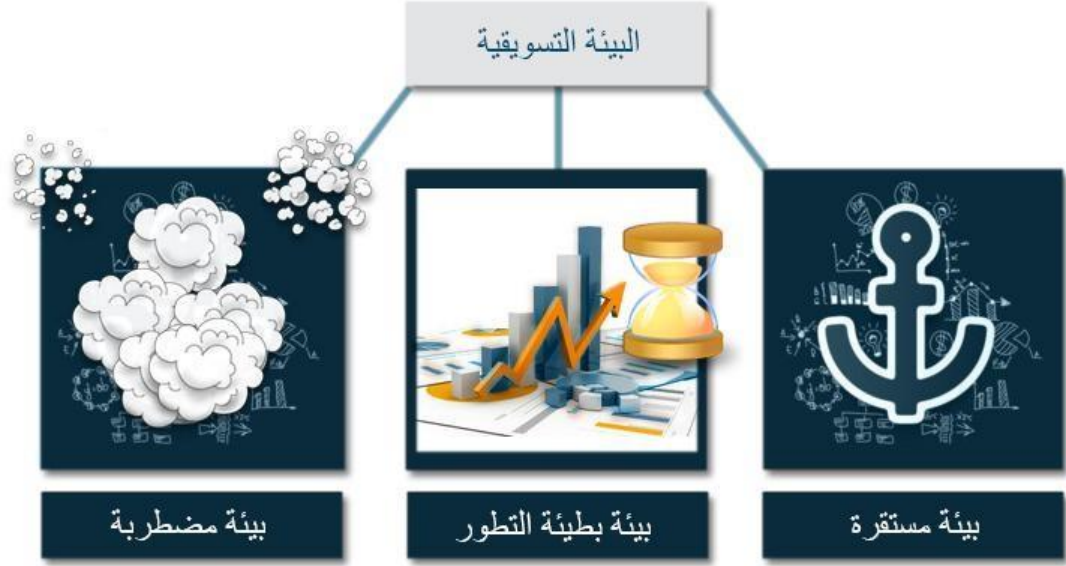 البيئة التسويقية
بيئة مستقرة
بيئة بطيئة التطور
بيئة مضطربة